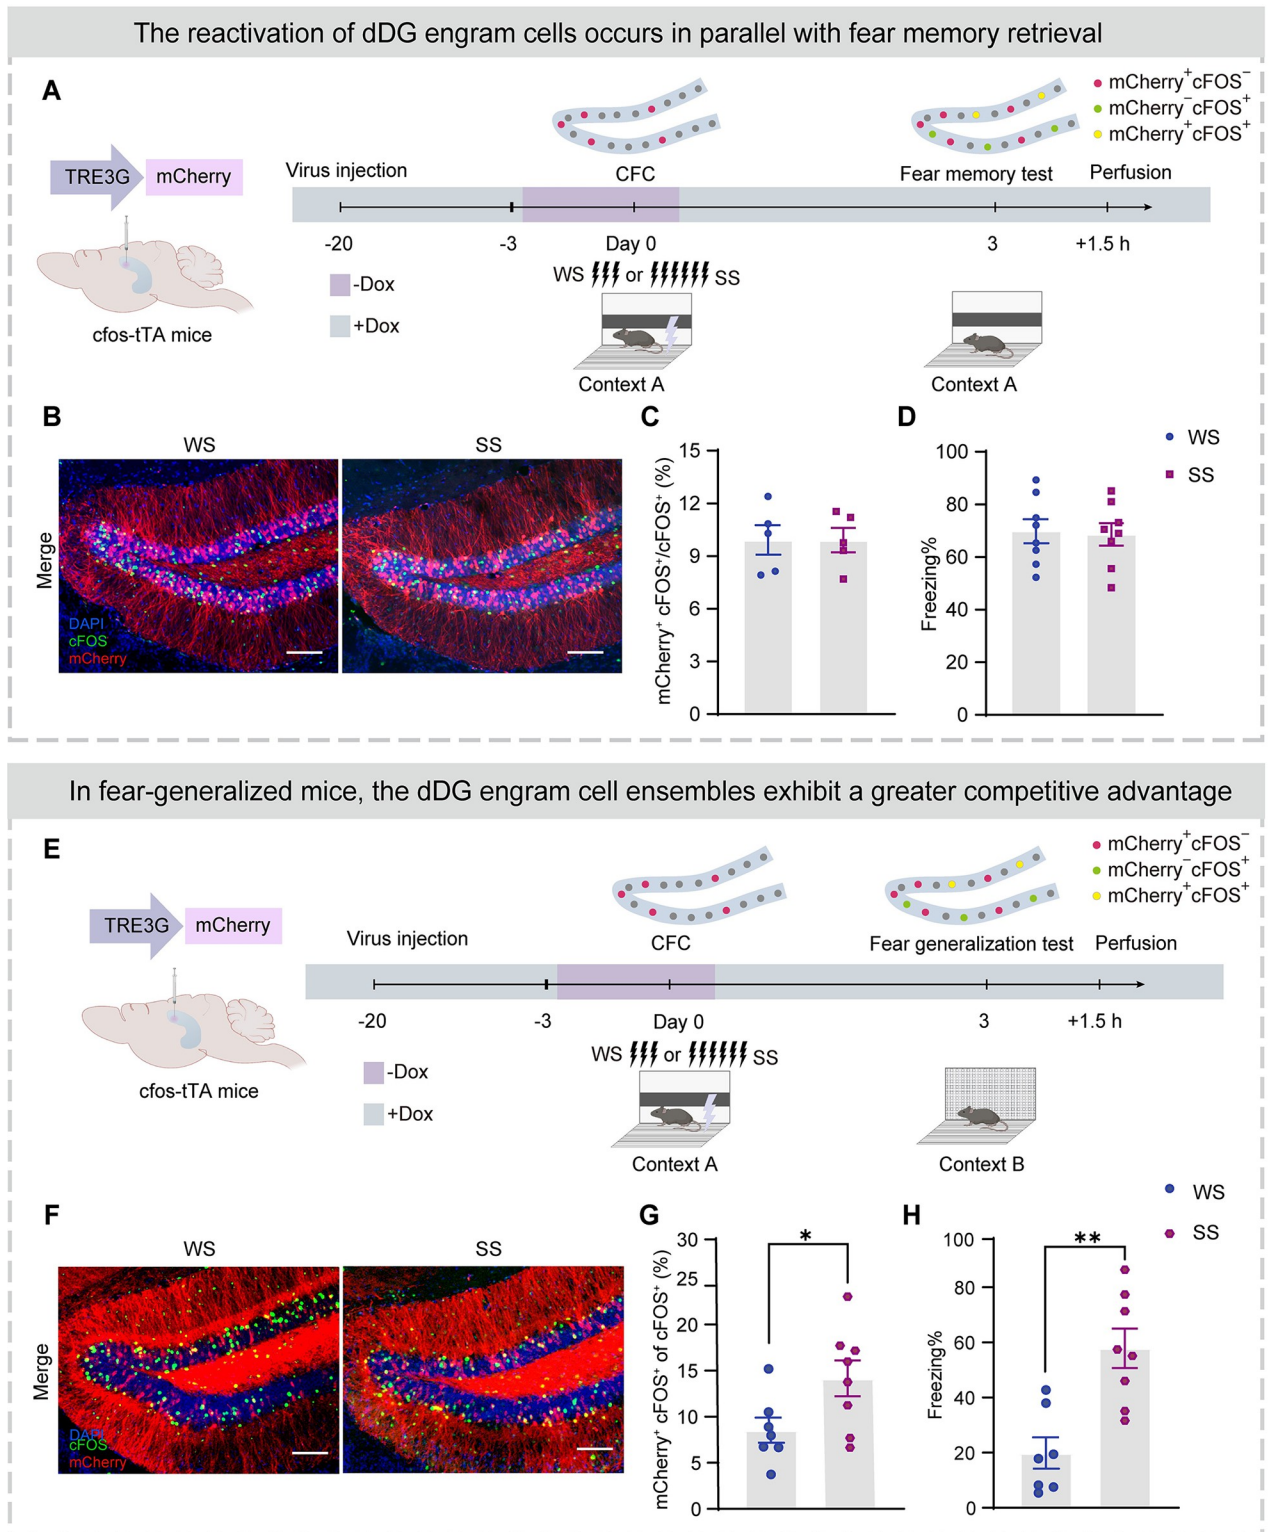 The reactivation of dDG engram cells occurs in parallel with fear memory retrieval
A
mCherry⁺cFOS⁻
mCherry⁻cFOS⁺
mCherry⁺cFOS⁺
TRE3G mCherry
Virus injection CFC Fear memory test Perfusion
-20 -3 Day 0 3 +1.5 h
WS or SS
-Dox
+Dox
cfos-tTA mice
Context A Context A
B
WS SS
Merge
DAPI
cFOS
mCherry
C
mCherry⁺ cFOS⁺/cFOS⁺ (%)
15
12
9
6
3
0
D
Freezing%
100
80
60
40
20
0
WS
SS
In fear-generalized mice, the dDG engram cell ensembles exhibit a greater competitive advantage
E
mCherry⁺cFOS⁻
mCherry⁻cFOS⁺
mCherry⁺cFOS⁺
TRE3G mCherry
Virus injection CFC Fear generalization test Perfusion
-20 -3 Day 0 3 +1.5 h
WS or SS
-Dox
+Dox
cfos-tTA mice
Context A Context B
F
WS SS
Merge
DAPI
cFOS
mCherry
G
mCherry⁺ cFOS⁺ of cFOS⁺ (%)
30
25
20
15
10
5
0
*
H
Freezing%
100
80
60
40
20
0
**
WS
SS